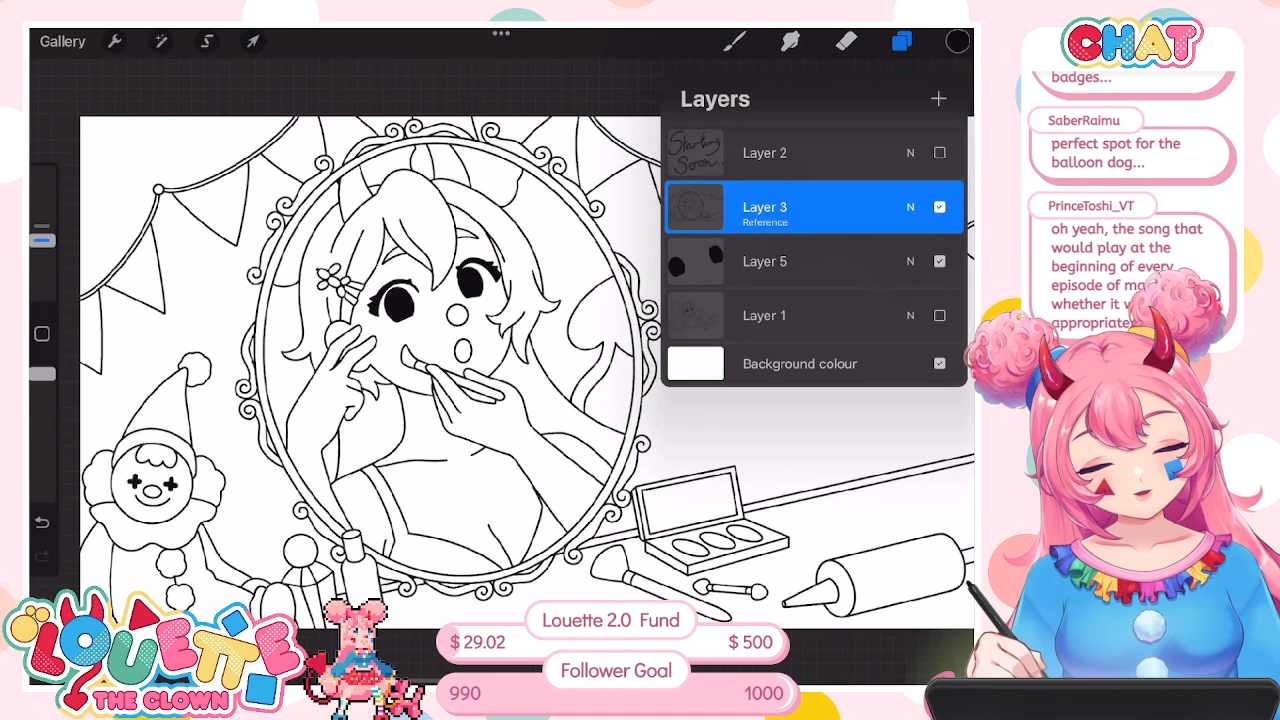 Gallery
Layers
Starting
Soon
Layer 2
N
Layer 3
Reference
N
Layer 5
N
Layer 1
N
Background colour
CHAT
badges...
SaberRaimu
perfect spot for the
balloon dog...
PrinceToshi_VT
oh yeah, the song that
would play at the
beginning of every
episode of
whether it
appropriate
LOUETTE
THE CLOWN
Louette 2.0 Fund
$ 29.02
$ 500
Follower Goal
990
1000